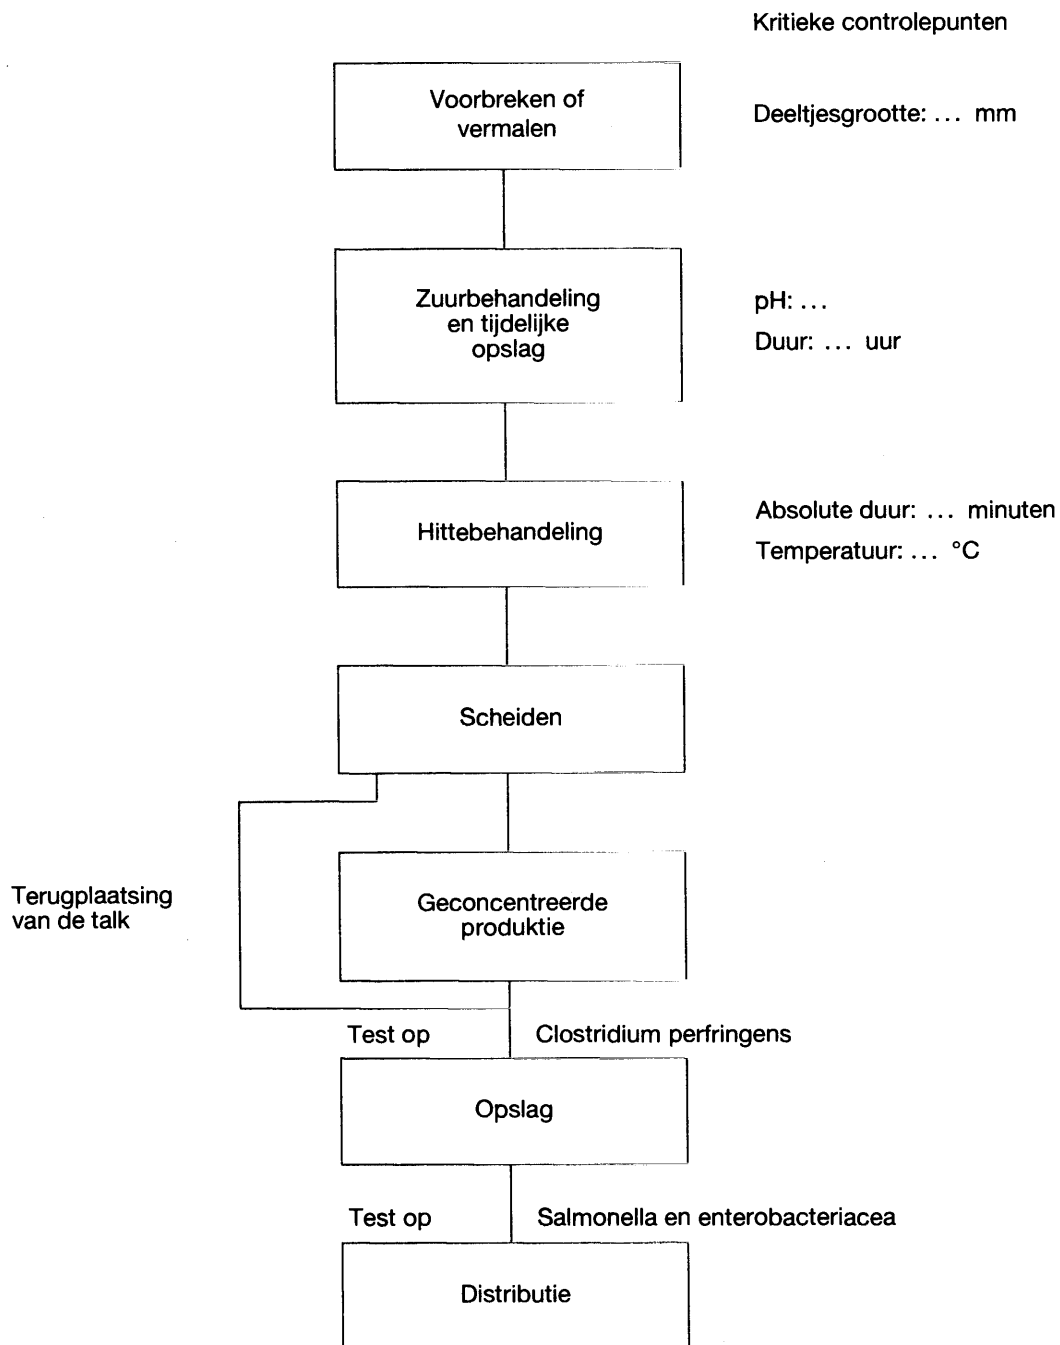 Kritieke controlepunten
Voorbreken of
vermalen
Deeltjesgrootte: ... mm
Zuurbehandeling
en tijdelijke
opslag
pH: ...
Duur: ... uur
Hittebehandeling
Absolute duur: ... minuten
Temperatuur: ... °C
Scheiden
Terugplaatsing
van de talk
Geconcentreerde
produktie
Test op Clostridium perfringens
Opslag
Test op Salmonella en enterobacteriacea
Distributie